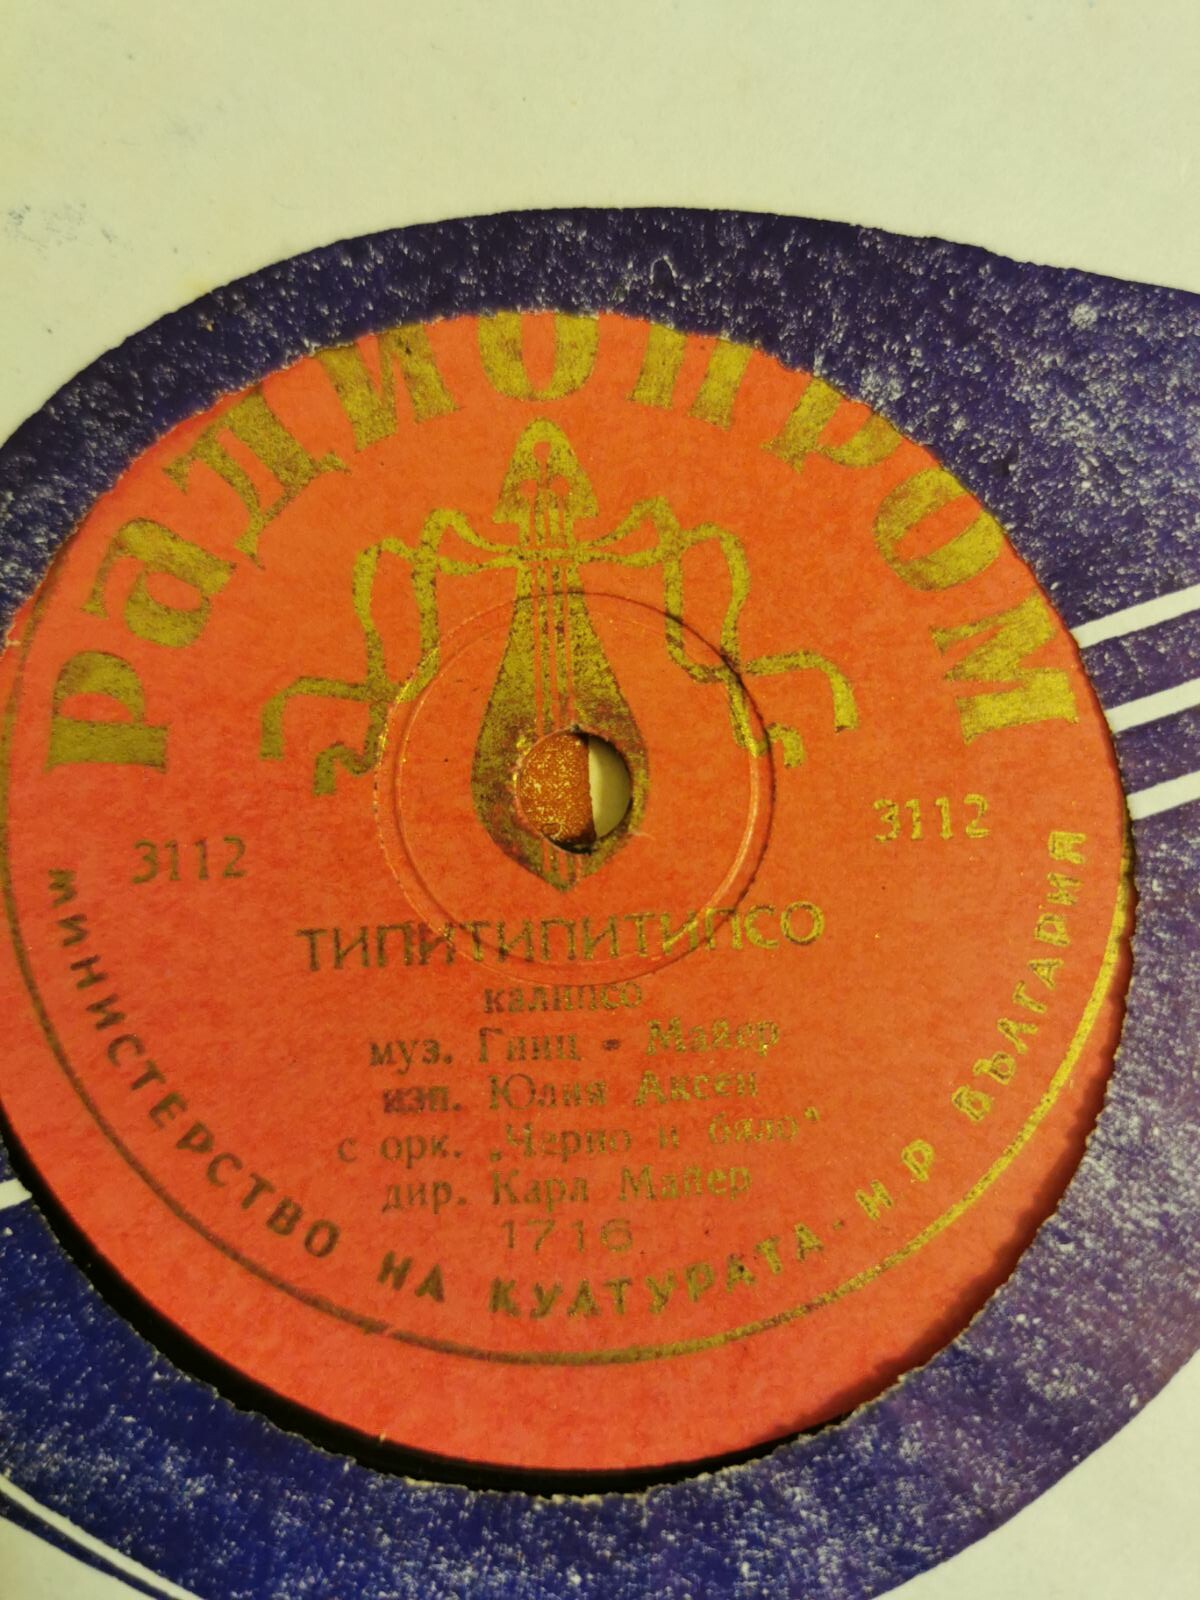 Радиопром
3112
3112
ТИПИТИПИТИПСО
калипсо
муз. Гинц - Майер
изп. Юлия Аксен
с орк. „Черно и бяло"
дир. Карл Майер
1716
МИНИСТЕРСТВО НА КУЛТУРАТА - Н.Р. БЪЛГАРИЯ